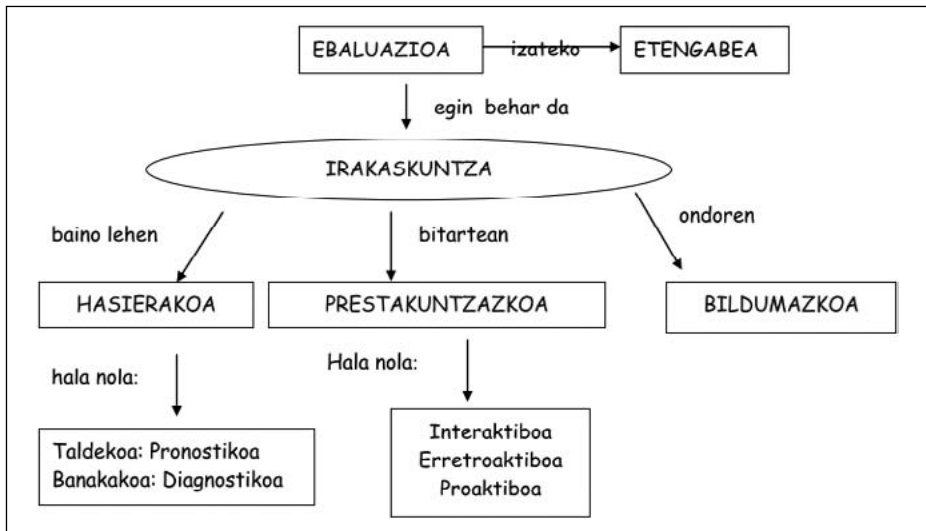 EBALUAZIOA izateko ETENGABEA
egin behar da
IRAKASKUNTZA
baino lehen
bitartean
ondoren
HASIERAKOA
PRESTAKUNTZAZKOA
BILDUMAZKOA
hala nola:
Hala nola:
Taldekoa: Pronostikoa
Banakakoa: Diagnostikoa
Interaktiboa
Erretroaktiboa
Proaktiboa